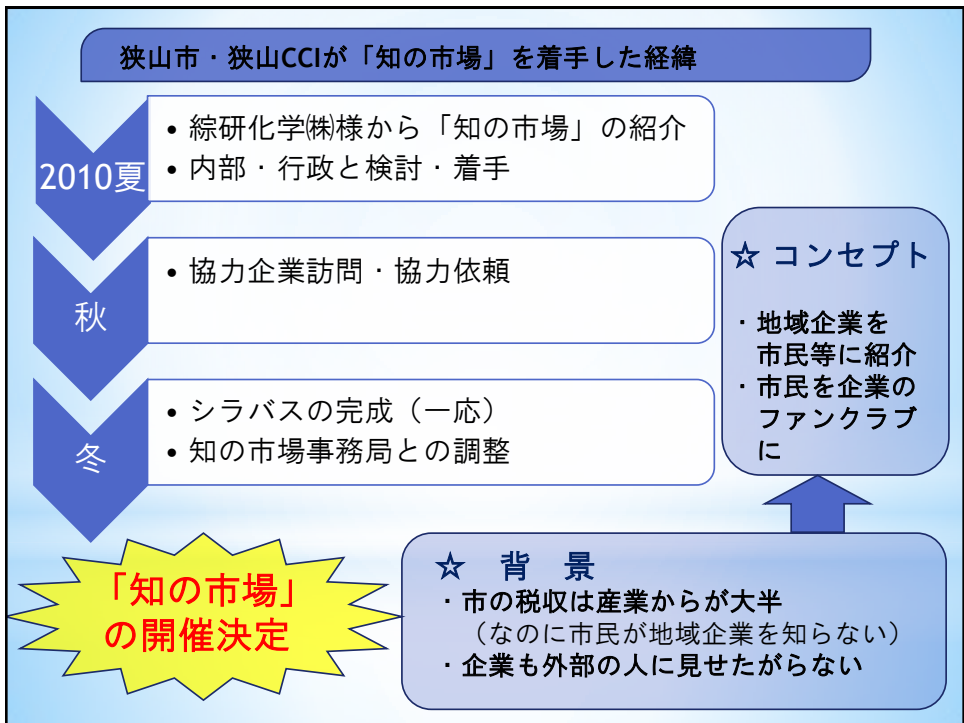 狭山市・狭山CCIが「知の市場」を着手した経緯
2010夏
• 綜研化学㈱様から「知の市場」の紹介
• 内部・行政と検討・着手
秋
• 協力企業訪問・協力依頼
冬
• シラバスの完成（一応）
• 知の市場事務局との調整
「知の市場」
の開催決定
☆ コンセプト
・地域企業を
市民等に紹介
・市民を企業の
ファンクラブ
に
☆ 背 景
・市の税収は産業からが大半
（なのに市民が地域企業を知らない）
・企業も外部の人に見せたがらない